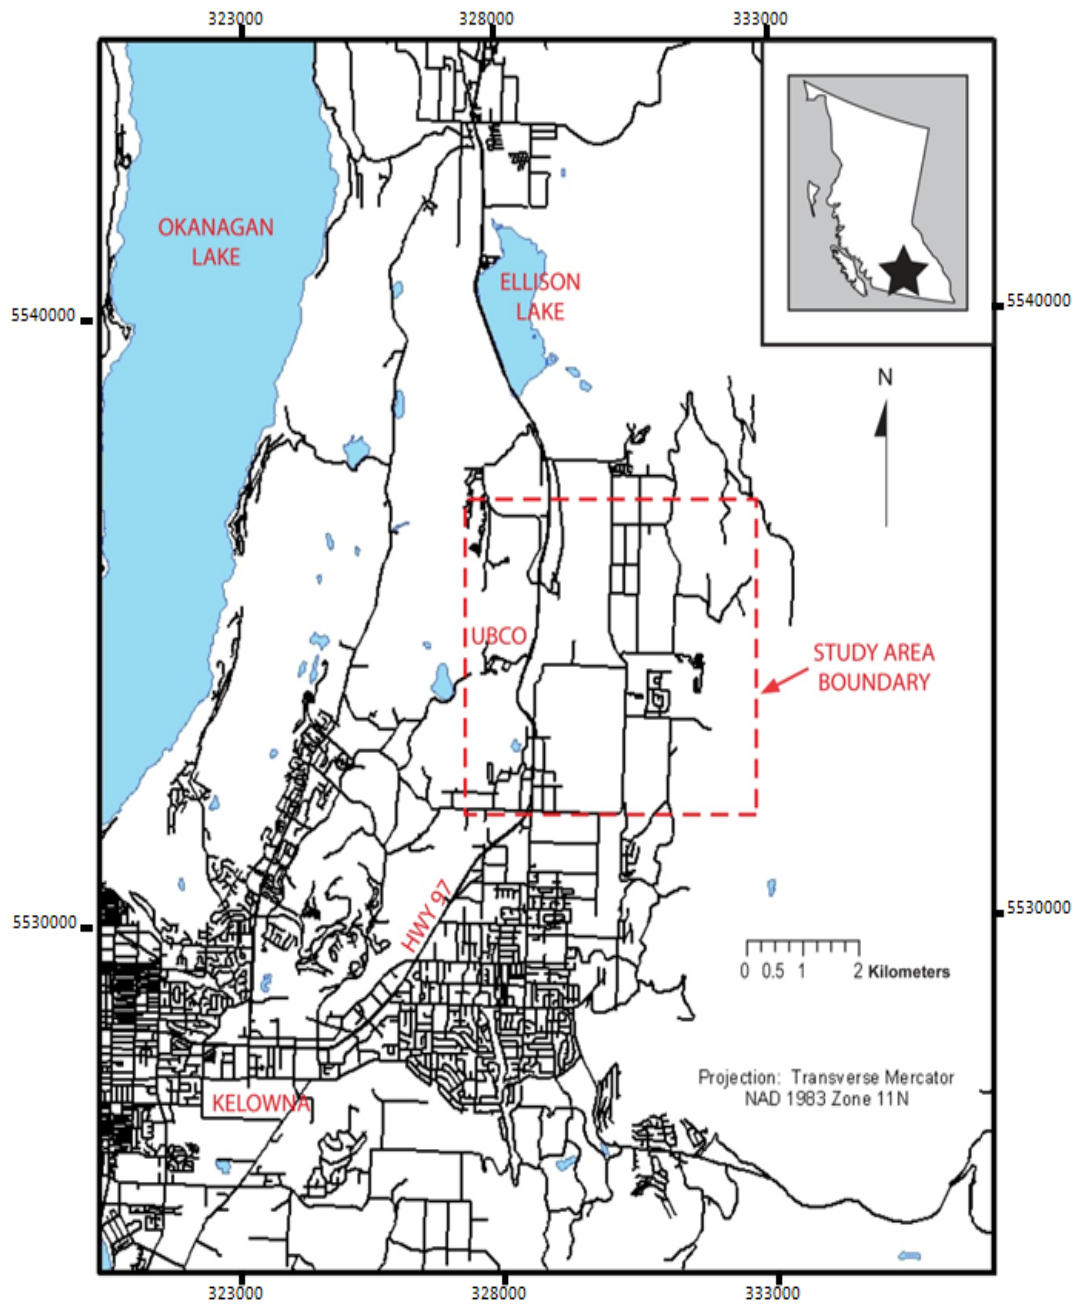 323000 328000 333000
OKANAGAN
LAKE
ELLISON
LAKE
5540000 5540000
N
UBCO
STUDY AREA
BOUNDARY
HWY 97
5530000 5530000
0 0.5 1 2 Kilometers
Projection: Transverse Mercator
NAD 1983 Zone 11N
KELOWNA
323000 328000 333000